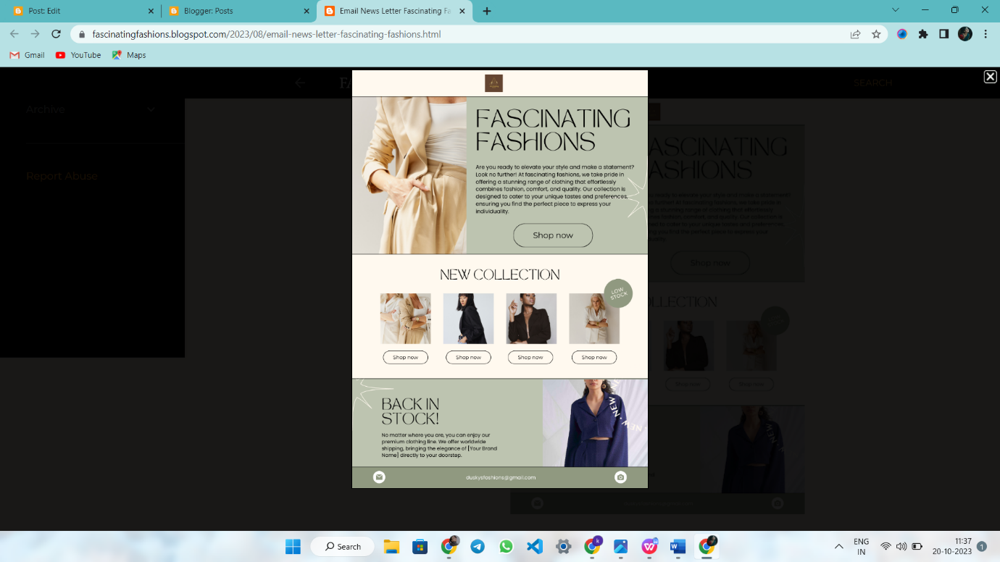 Post: Edit
Blogger: Posts
Email News Letter Fascinating Fa
fascinatingfashions.blogspot.com/2023/08/email-news-letter-fascinating-fashions.html
Gmail
YouTube
Maps
SEARCH
Archive
Report Abuse
FASCINATING
FASHIONS
Are you ready to elevate your style and make a statement?
Look no further! At fascinating fashions, we take pride in
offering a stunning range of clothing that effortlessly
combines fashion, comfort, and quality. Our collection is
designed to cater to your unique tastes and preferences,
ensuring you find the perfect piece to express your
individuality.
Shop now
NEW COLLECTION
LOW
STOCK
Shop now
Shop now
Shop now
Shop now
BACK IN
STOCK!
No matter where you are, you can enjoy our
premium clothing line. We offer worldwide
shipping, bringing the elegance of [Your Brand
Name] directly to your doorstep.
NEW • NEW • NEW
duskysfashions@gmail.com
Search
ENG
IN
11:37
20-10-2023
1